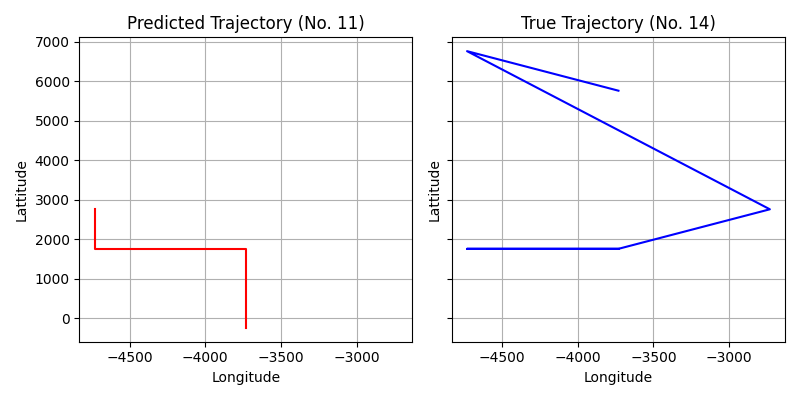 Predicted Trajectory (No. 11)
True Trajectory (No. 14)
7000
6000
5000
4000
3000
2000
1000
0
Lattitude
Lattitude
−4500 −4000 −3500 −3000
−4500 −4000 −3500 −3000
Longitude
Longitude